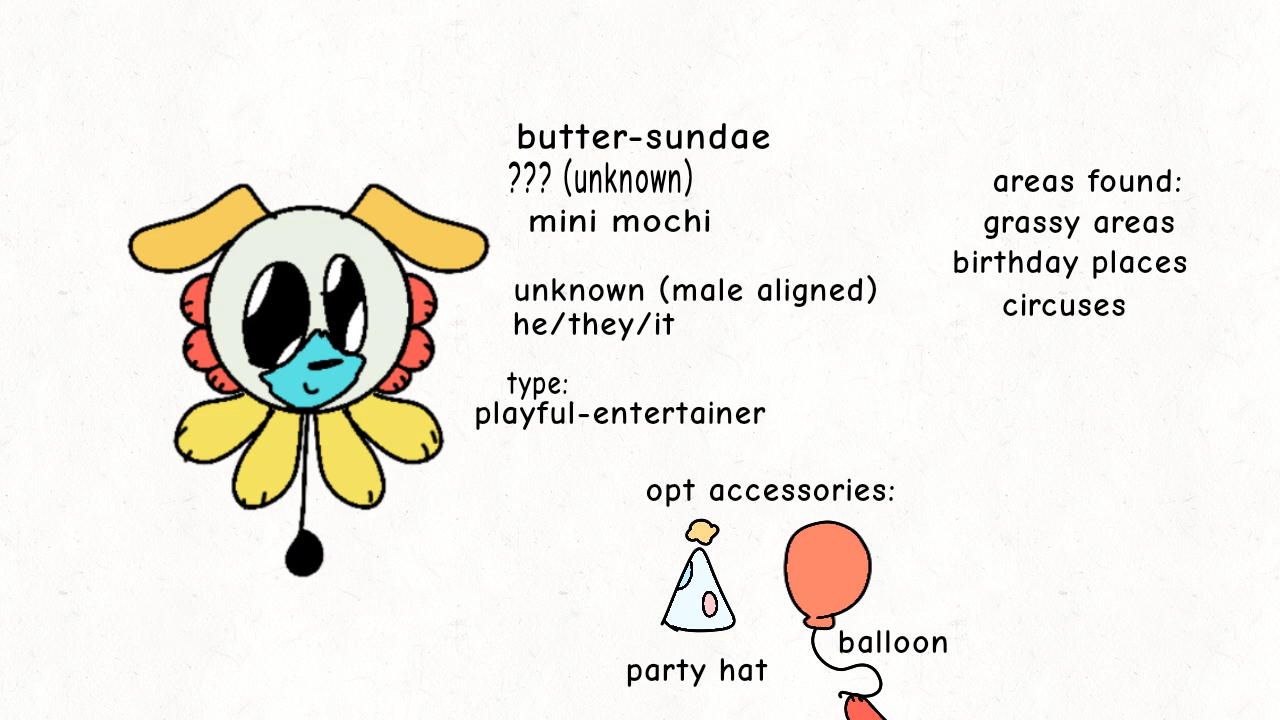 butter-sundae
??? (unknown)
mini mochi
unknown (male aligned)
he/they/it
type:
playful-entertainer
areas found:
grassy areas
birthday places
circuses
opt accessories:
party hat
balloon